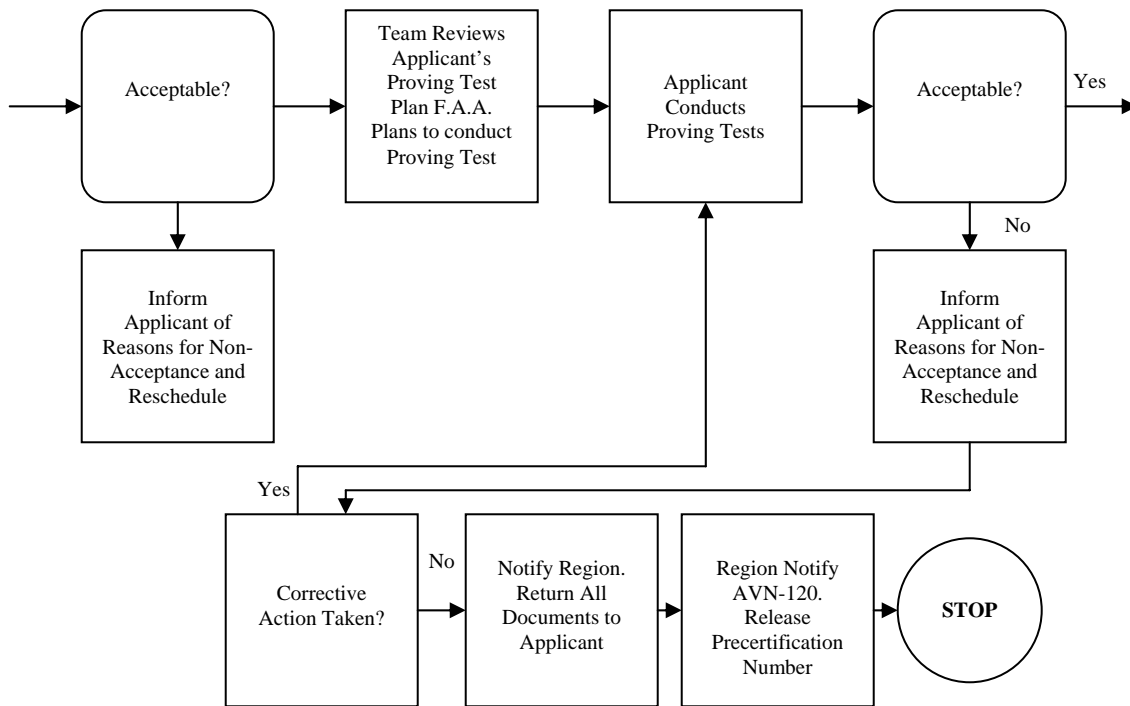 Acceptable?
Team Reviews
Applicant's
Proving Test
Plan F.A.A.
Plans to conduct
Proving Test
Applicant
Conducts
Proving Tests
Acceptable?
Yes
No
Inform
Applicant of
Reasons for Non-
Acceptance and
Reschedule
Inform
Applicant of
Reasons for Non-
Acceptance and
Reschedule
Yes
Corrective
Action Taken?
No
Notify Region.
Return All
Documents to
Applicant
Region Notify
AVN-120.
Release
Precertification
Number
STOP